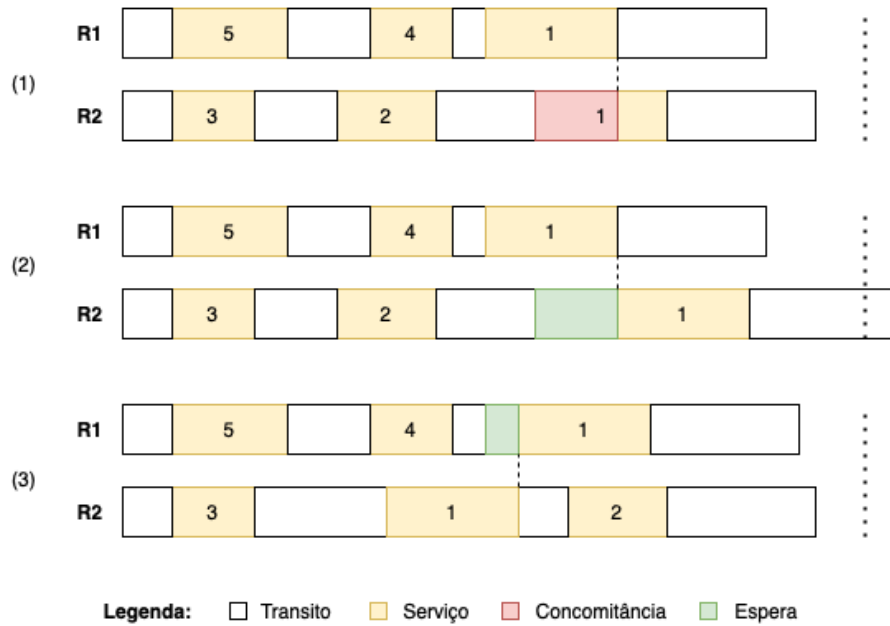 R1 5 4 1
(1)
R2 3 2 1
R1 5 4 1
(2)
R2 3 2 1
R1 5 4 1
(3)
R2 3 1 2
Legenda: Transito Serviço Concomitância Espera